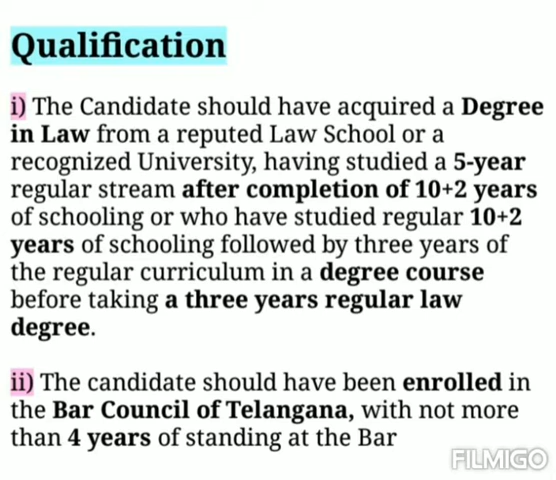 Qualification
i) The Candidate should have acquired a Degree
in Law from a reputed Law School or a
recognized University, having studied a 5-year
regular stream after completion of 10+2 years
of schooling or who have studied regular 10+2
years of schooling followed by three years of
the regular curriculum in a degree course
before taking a three years regular law
degree.
ii) The candidate should have been enrolled in
the Bar Council of Telangana, with not more
than 4 years of standing at the Bar
FILMIGO